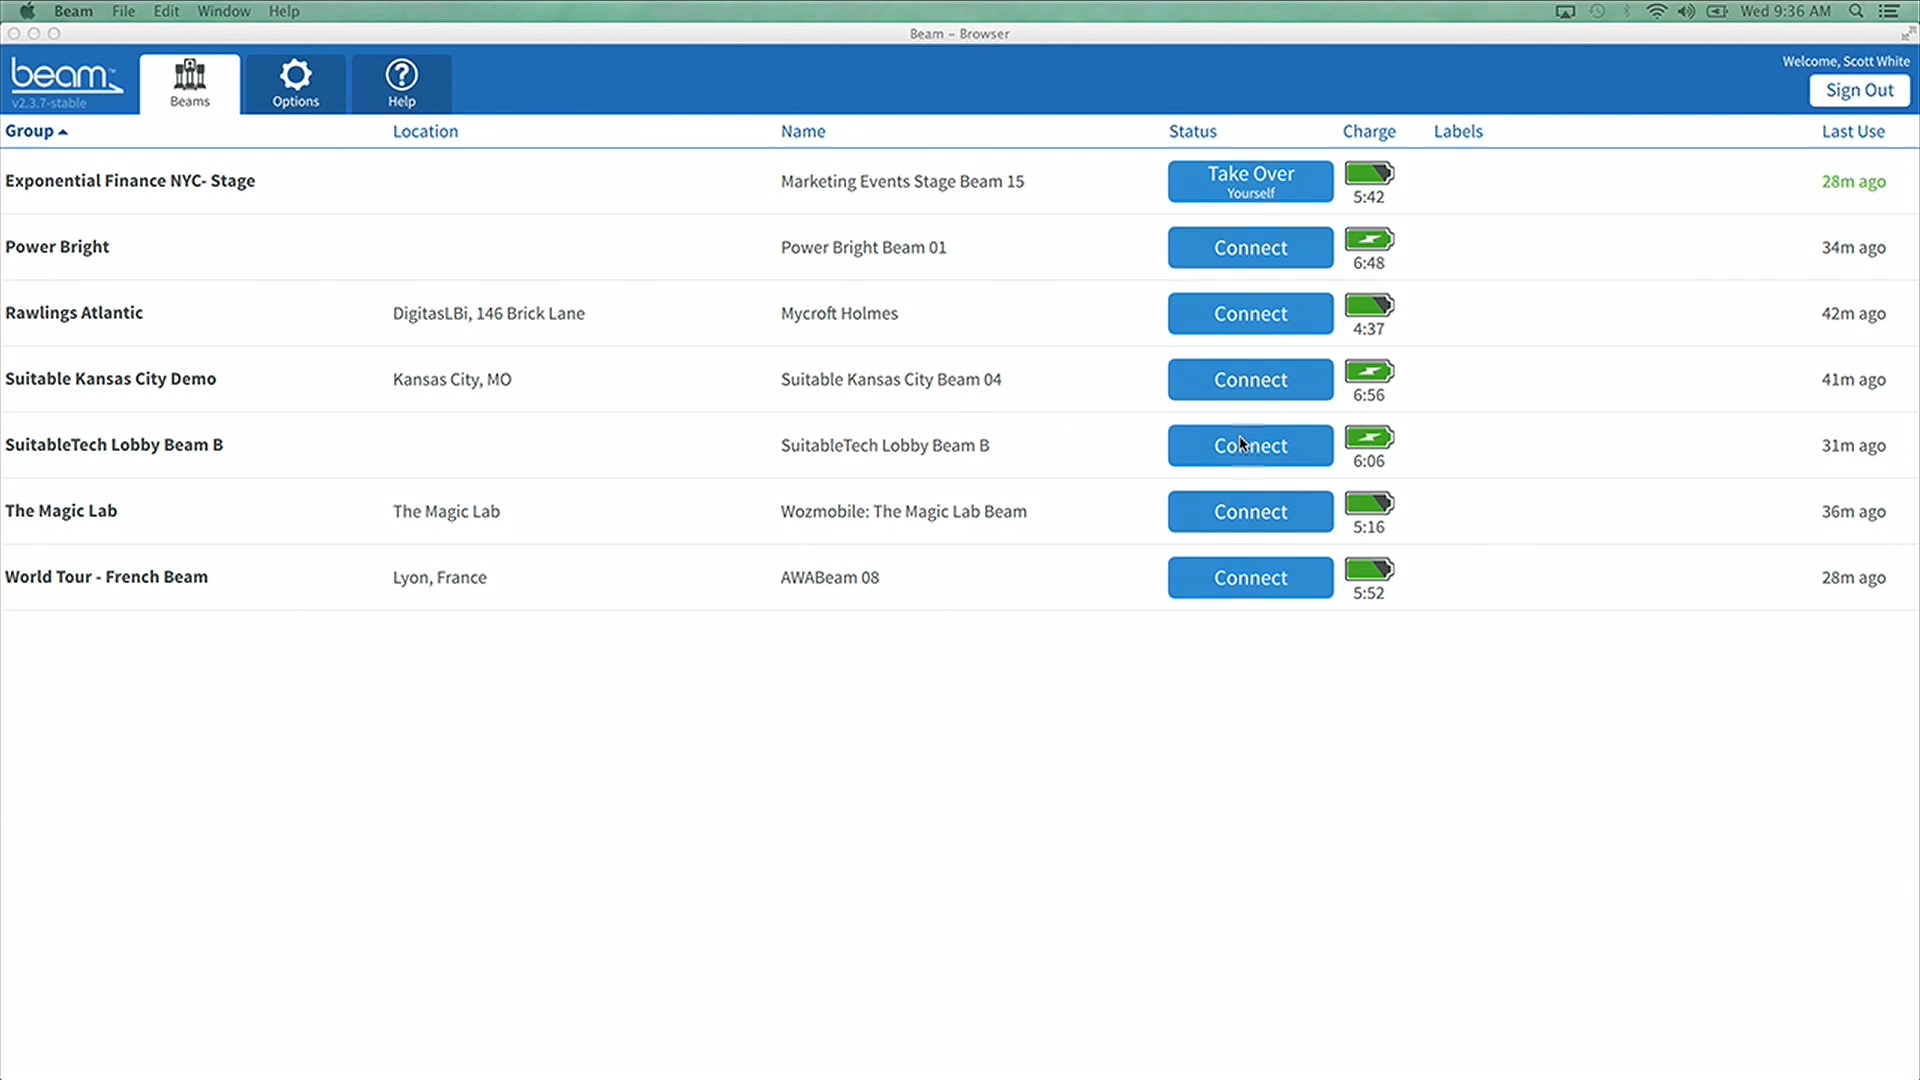 Beam File Edit Window Help Wed 9:36 AM
Beam – Browser
beam™
v2.3.7-stable
Beams
Options
Help
Welcome, Scott White
Sign Out
Group Location Name Status Charge Labels Last Use
Exponential Finance NYC- Stage Marketing Events Stage Beam 15 Take Over Yourself 5:42 28m ago
Power Bright Power Bright Beam 01 Connect 6:48 34m ago
Rawlings Atlantic DigitasLBi, 146 Brick Lane Mycroft Holmes Connect 4:37 42m ago
Suitable Kansas City Demo Kansas City, MO Suitable Kansas City Beam 04 Connect 6:56 41m ago
SuitableTech Lobby Beam B SuitableTech Lobby Beam B Connect 6:06 31m ago
The Magic Lab The Magic Lab Wozmobile: The Magic Lab Beam Connect 5:16 36m ago
World Tour - French Beam Lyon, France AWABeam 08 Connect 5:52 28m ago